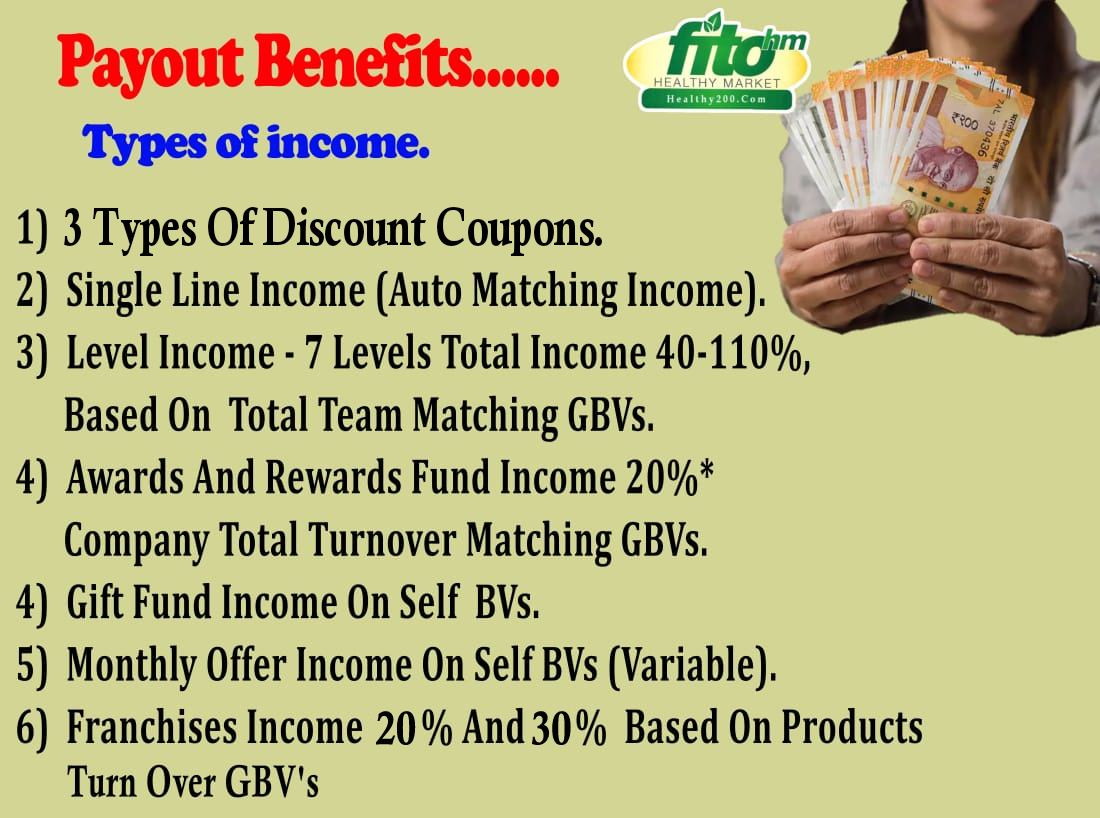 Payout Benefits......
fito hm
HEALTHY MARKET
Healthy200.Com
Types of income.
₹200
7AL 370436
1) 3 Types Of Discount Coupons.
2) Single Line Income (Auto Matching Income).
3) Level Income - 7 Levels Total Income 40-110%,
Based On Total Team Matching GBVs.
4) Awards And Rewards Fund Income 20%*
Company Total Turnover Matching GBVs.
4) Gift Fund Income On Self BVs.
5) Monthly Offer Income On Self BVs (Variable).
6) Franchises Income 20% And 30% Based On Products
Turn Over GBV's